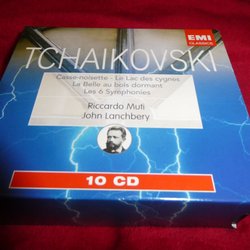 EMI
CLASSICS
TCHAIKOVSKI
Casse-noisette - Le Lac des cygnes
La Belle au bois dormant
Les 6 Symphonies
Riccardo Muti
John Lanchbery
10 CD